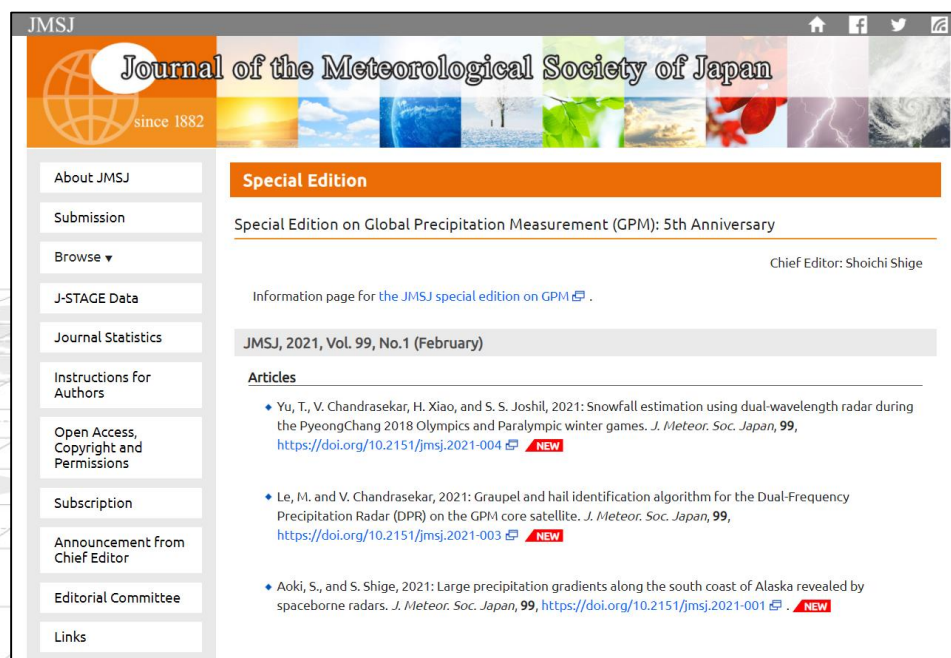 JMSJ
Journal of the Meteorological Society of Japan
since 1882
About JMSJ
Submission
Browse ▾
J-STAGE Data
Journal Statistics
Instructions for
Authors
Open Access,
Copyright and
Permissions
Subscription
Announcement from
Chief Editor
Editorial Committee
Links
Special Edition
Special Edition on Global Precipitation Measurement (GPM): 5th Anniversary
Chief Editor: Shoichi Shige
Information page for the JMSJ special edition on GPM .
JMSJ, 2021, Vol. 99, No.1 (February)
Articles
Yu, T., V. Chandrasekar, H. Xiao, and S. S. Joshil, 2021: Snowfall estimation using dual-wavelength radar during
the PyeongChang 2018 Olympics and Paralympic winter games. J. Meteor. Soc. Japan, 99,
https://doi.org/10.2151/jmsj.2021-004 NEW
Le, M. and V. Chandrasekar, 2021: Graupel and hail identification algorithm for the Dual-Frequency
Precipitation Radar (DPR) on the GPM core satellite. J. Meteor. Soc. Japan, 99,
https://doi.org/10.2151/jmsj.2021-003 NEW
Aoki, S., and S. Shige, 2021: Large precipitation gradients along the south coast of Alaska revealed by
spaceborne radars. J. Meteor. Soc. Japan, 99, https://doi.org/10.2151/jmsj.2021-001 . NEW